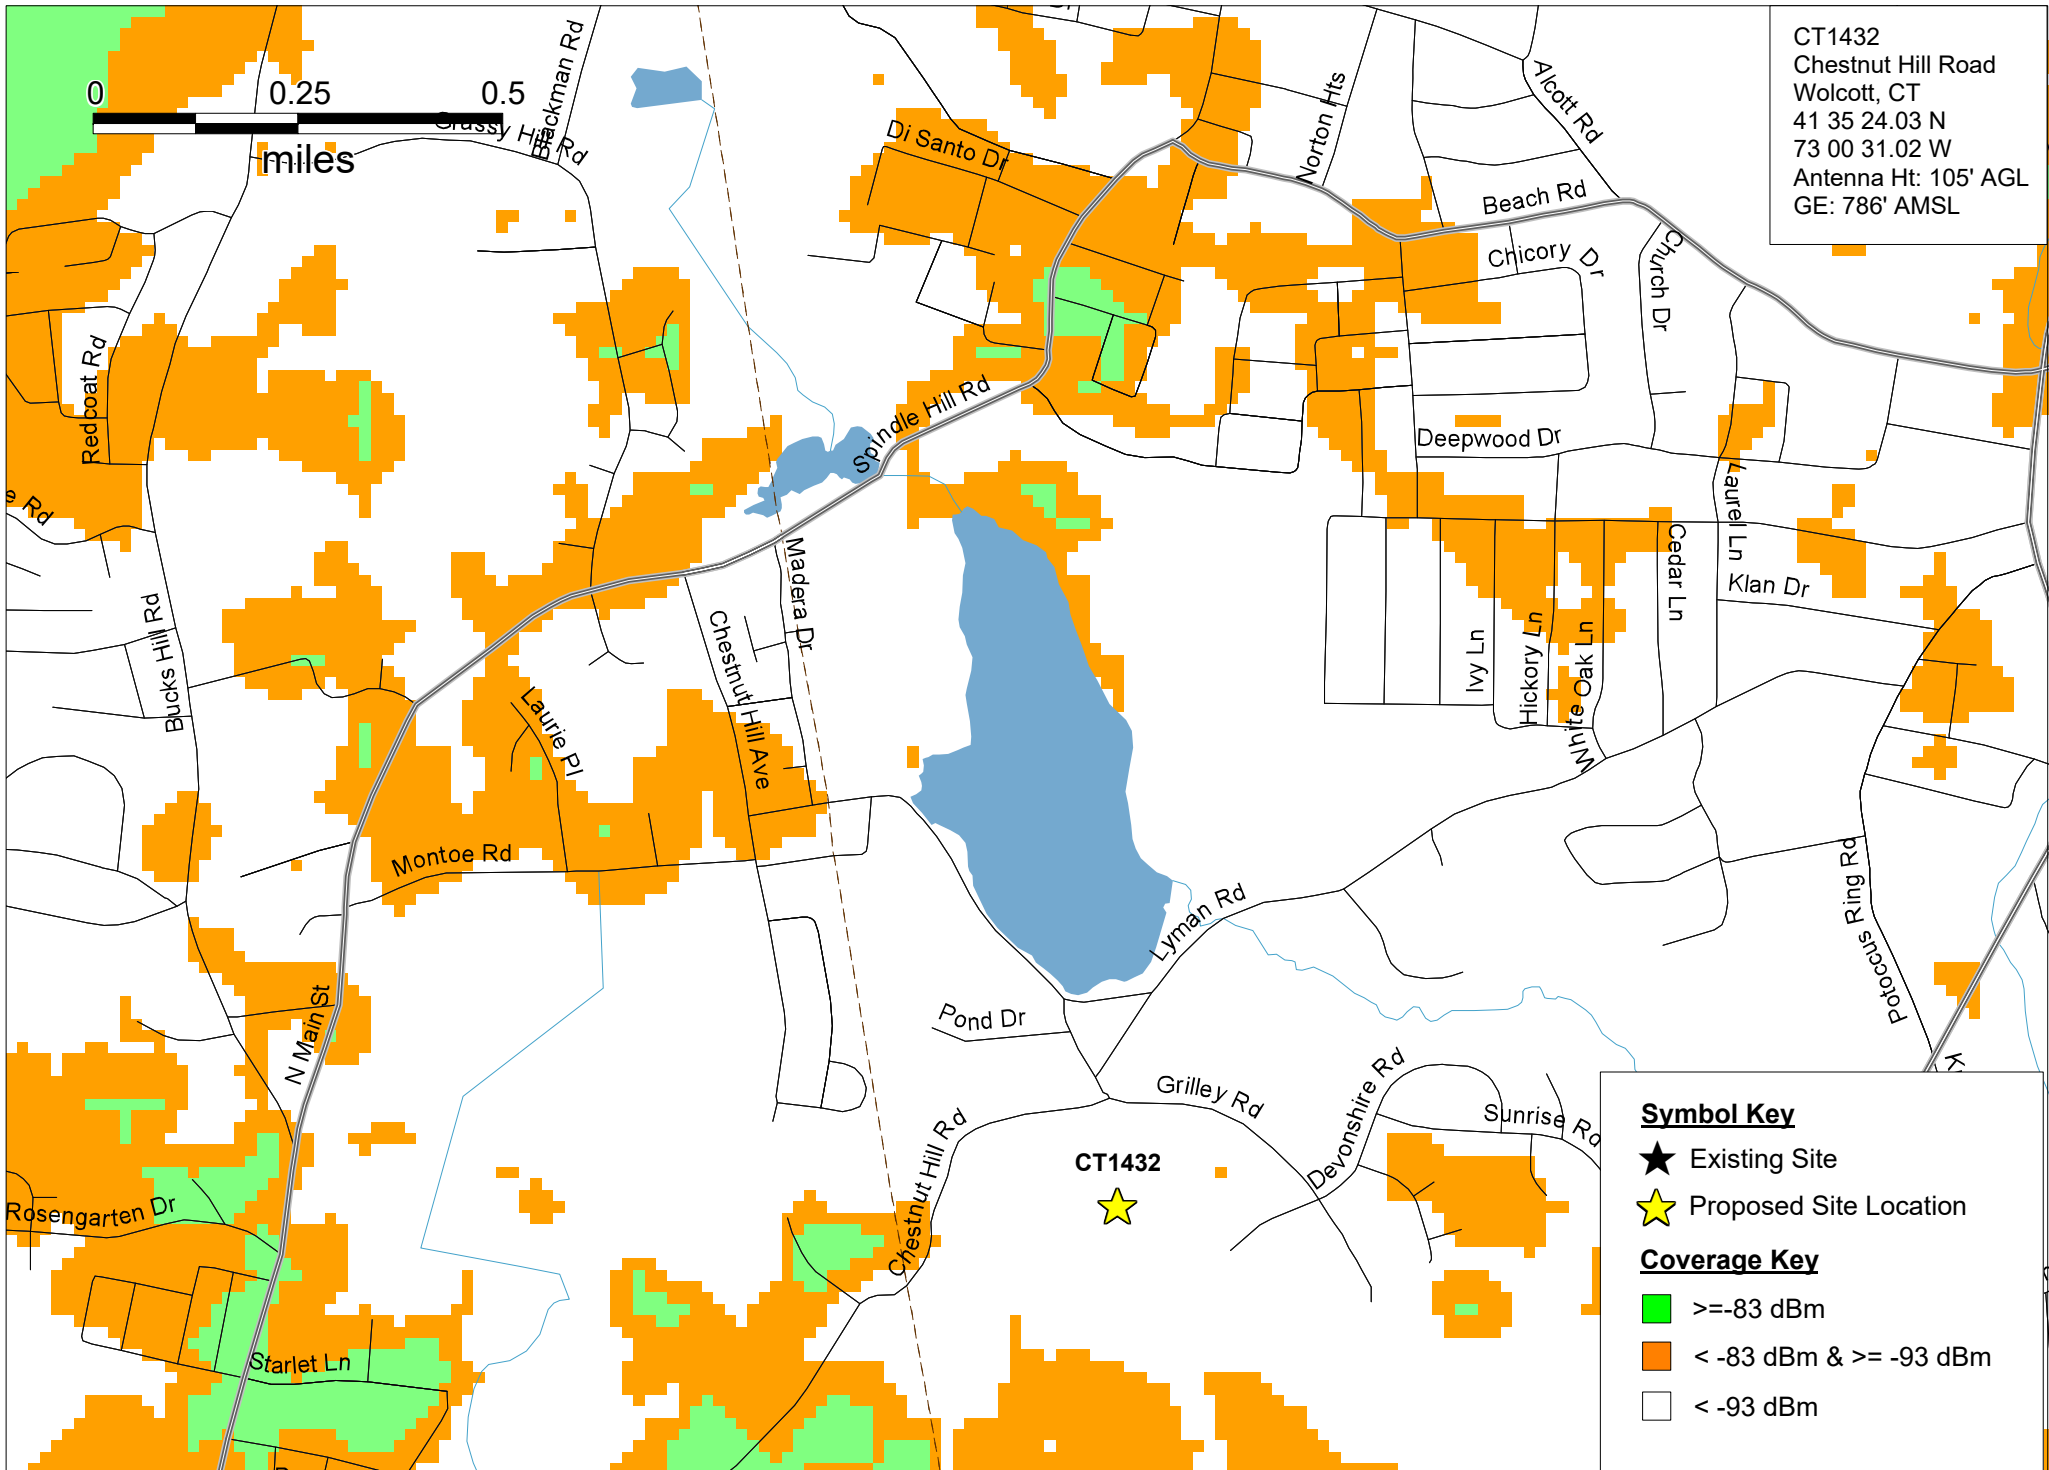 CT1432
Chestnut Hill Road
Wolcott, CT
41 35 24.03 N
73 00 31.02 W
Antenna Ht: 105' AGL
GE: 786' AMSL
0 0.25 0.5
miles
Grassy Hill Rd
Blackman Rd
Di Santo Dr
Norton Hts
Alcott Rd
Beach Rd
Chicory Dr
Church Dr
Redcoat Rd
Spindle Hill Rd
Deepwood Dr
Laurel Ln
e Rd
Madera Dr
Cedar Ln
Klan Dr
Bucks Hill Rd
Chestnut Hill Ave
Ivy Ln
Hickory Ln
White Oak Ln
Laurie Pl
Montoe Rd
Lyman Rd
Potoccus Ring Rd
N Main St
Pond Dr
Grilley Rd
Devonshire Rd
Sunrise Rd
Chestnut Hill Rd
CT1432
Rosengarten Dr
Starlet Ln
Symbol Key
Existing Site
Proposed Site Location
Coverage Key
>=-83 dBm
< -83 dBm & >= -93 dBm
< -93 dBm